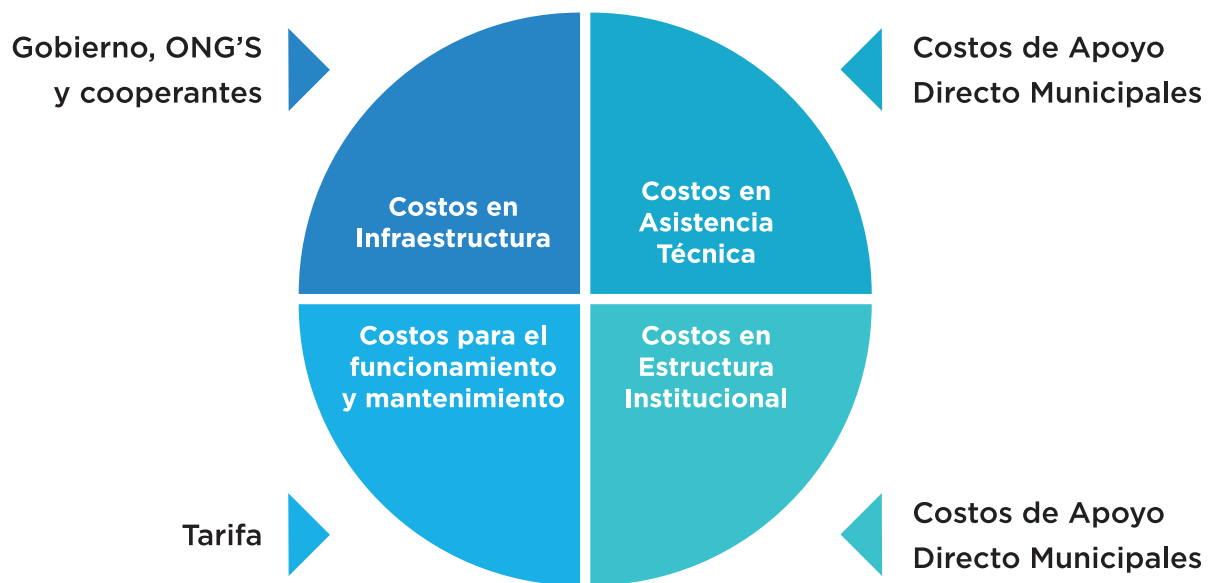 Gobierno, ONG'S
y cooperantes
Costos de Apoyo
Directo Municipales
Costos en
Infraestructura
Costos en
Asistencia
Técnica
Costos para el
funcionamiento
y mantenimiento
Costos en
Estructura
Institucional
Tarifa
Costos de Apoyo
Directo Municipales